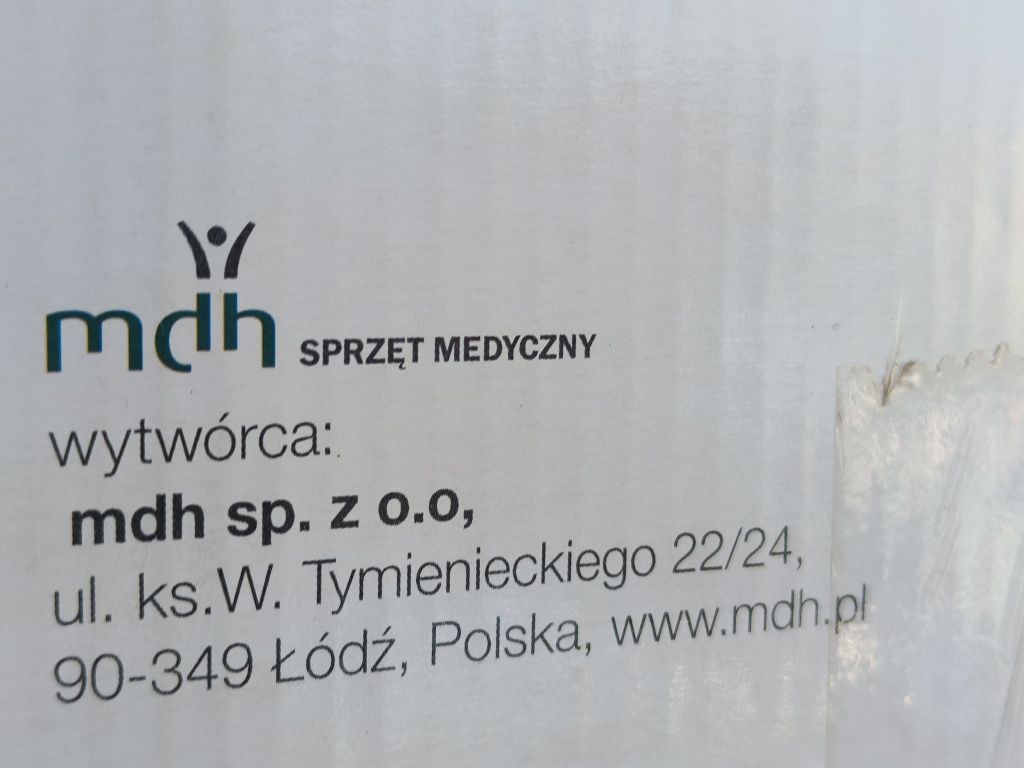 mdh SPRZĘT MEDYCZNY
wytwórca:
mdh sp. z o.o,
ul. ks.W. Tymienieckiego 22/24,
90-349 Łódź, Polska, www.mdh.pl